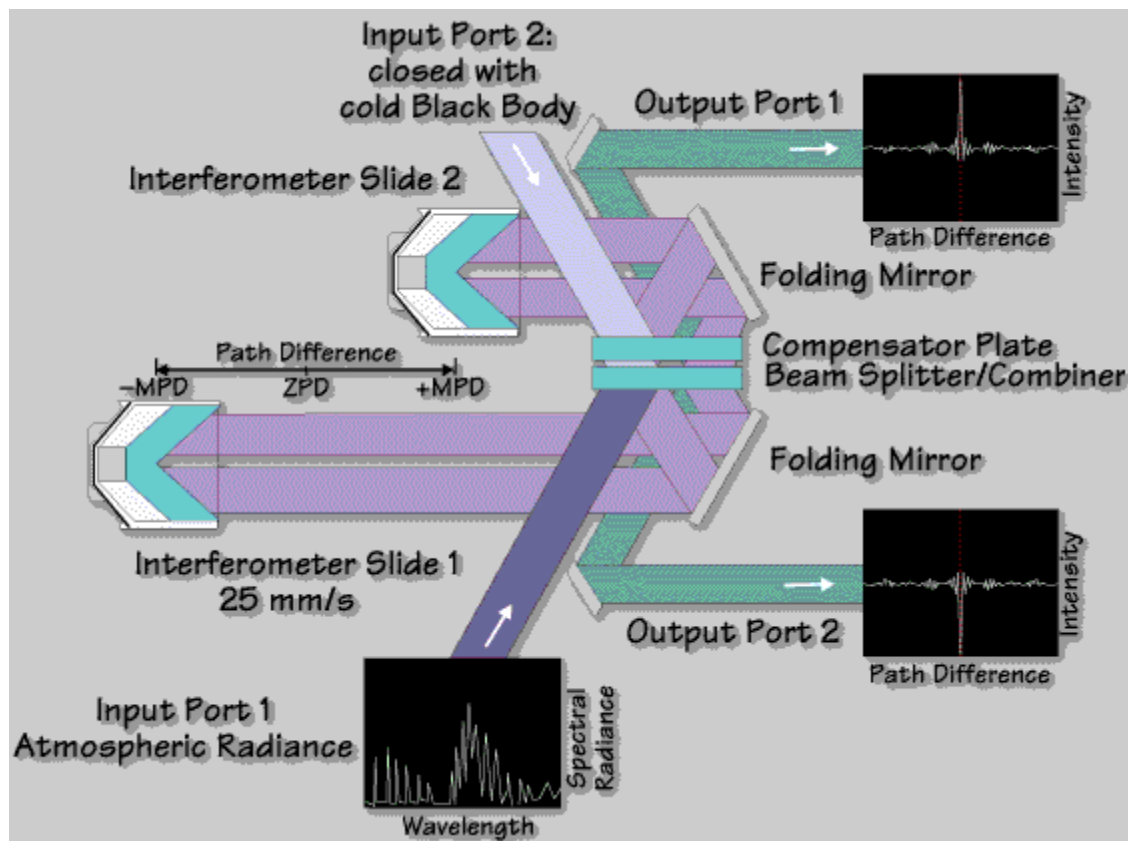 Input Port 2:
closed with
cold Black Body
Output Port 1
Intensity
Path Difference
Interferometer Slide 2
Folding Mirror
Compensator Plate
Beam Splitter/Combiner
Path Difference
–MPD ZPD +MPD
Folding Mirror
Interferometer Slide 1
25 mm/s
Intensity
Output Port 2
Path Difference
Input Port 1
Atmospheric Radiance
Spectral
Radiance
Wavelength